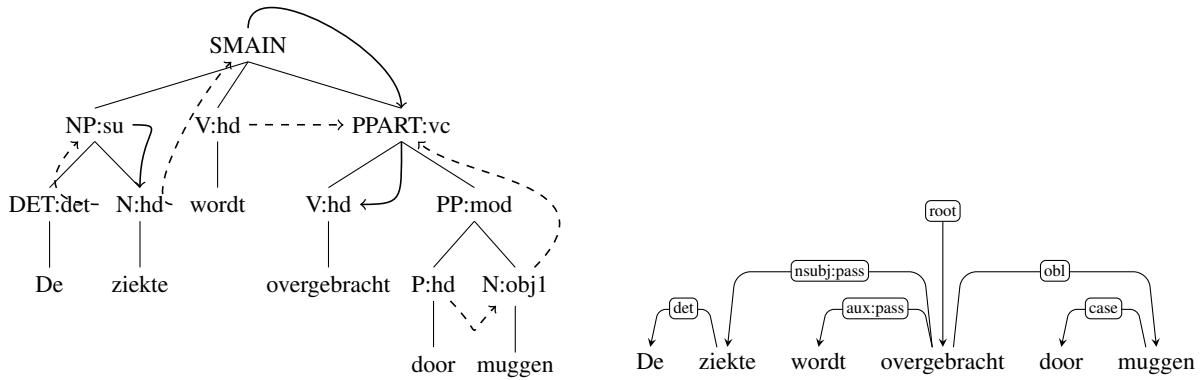 SMAIN
NP:su V:hd PPART:vc
DET:det N:hd wordt V:hd PP:mod
De ziekte overgebracht P:hd N:obj1
door muggen
root
nsubj:pass obl
det aux:pass case
De ziekte wordt overgebracht door muggen